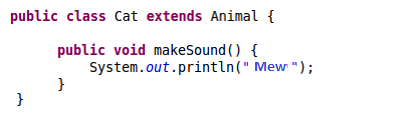 public class Cat extends Animal {
public void makeSound() {
System.out.println(" Mew ");
}
}